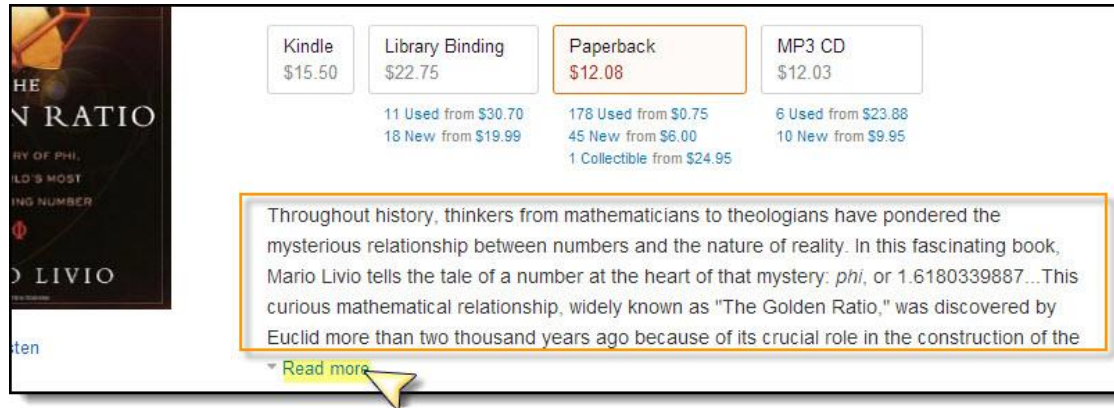 HE
N RATIO
RY OF PHI,
LD'S MOST
ING NUMBER
Φ
O LIVIO
sten
Kindle
$15.50
Library Binding
$22.75
11 Used from $30.70
18 New from $19.99
Paperback
$12.08
178 Used from $0.75
45 New from $6.00
1 Collectible from $24.95
MP3 CD
$12.03
6 Used from $23.88
10 New from $9.95
Throughout history, thinkers from mathematicians to theologians have pondered the
mysterious relationship between numbers and the nature of reality. In this fascinating book,
Mario Livio tells the tale of a number at the heart of that mystery: phi, or 1.6180339887...This
curious mathematical relationship, widely known as "The Golden Ratio," was discovered by
Euclid more than two thousand years ago because of its crucial role in the construction of the
Read more